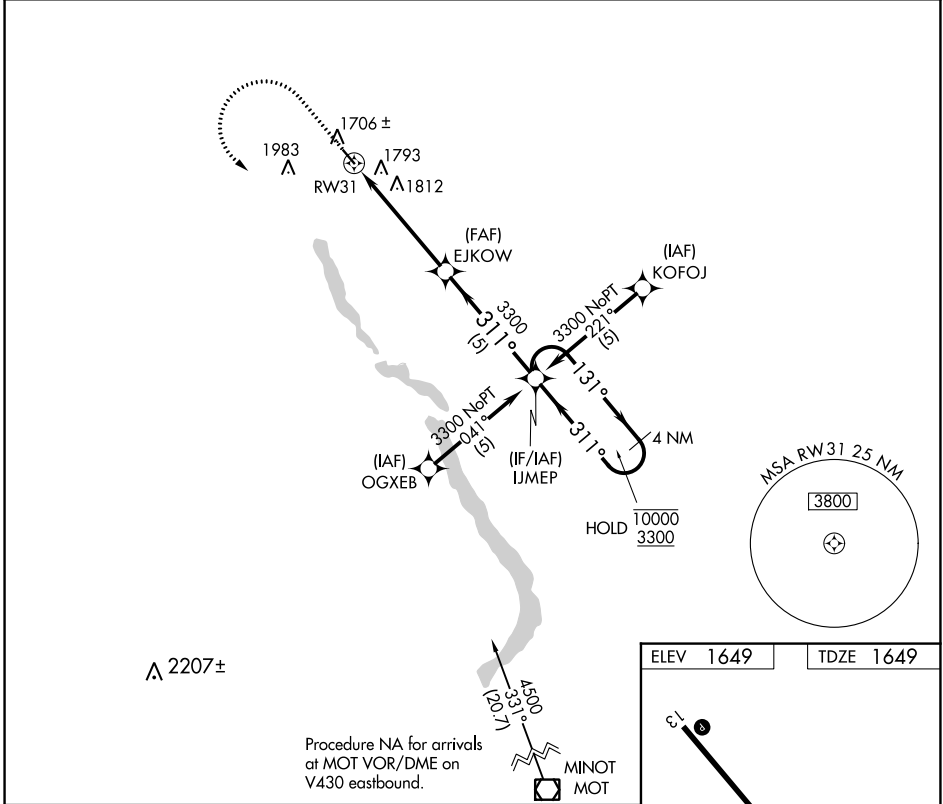 1706 ±
1983
1793
1812
RW31
(FAF)
EJKOW
(IAF)
KOFOJ
3300
311°
(5)
3300 NoPT
221°
(5)
131°
3300 NoPT
041°
(5)
311°
4 NM
(IAF)
OGXEB
(IF/IAF)
IJMEP
HOLD
10000
3300
MSA RW31 25 NM
3800
2207 ±
4500
331°
(20.7)
Procedure NA for arrivals
at MOT VOR/DME on
V430 eastbound.
MINOT
MOT
ELEV 1649
TDZE 1649
13
P